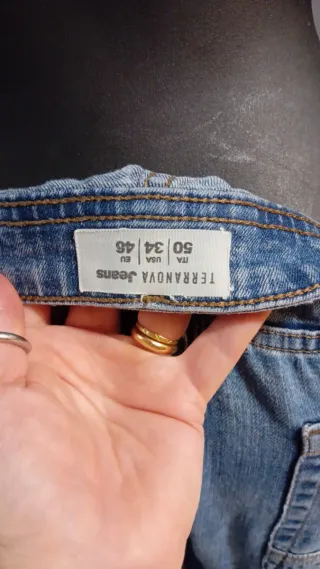 TERRANOVA Jeans
ITA USA EU
50 34 46